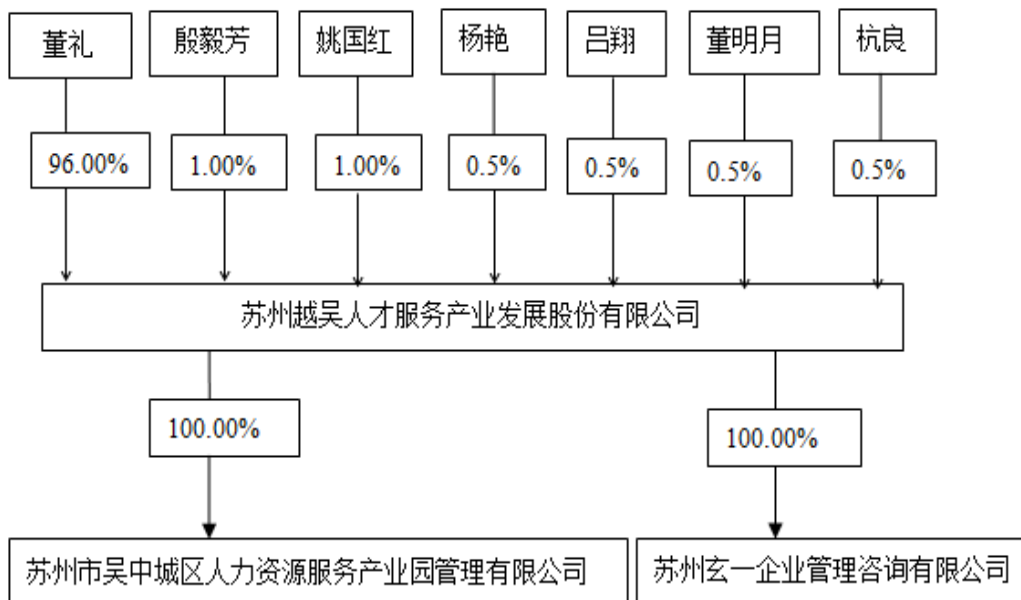 董礼
殷毅芳
姚国红
杨艳
吕翔
董明月
杭良
96.00%
1.00%
1.00%
0.5%
0.5%
0.5%
0.5%
苏州越吴人才服务产业发展股份有限公司
100.00%
100.00%
苏州市吴中城区人力资源服务产业园管理有限公司
苏州玄一企业管理咨询有限公司